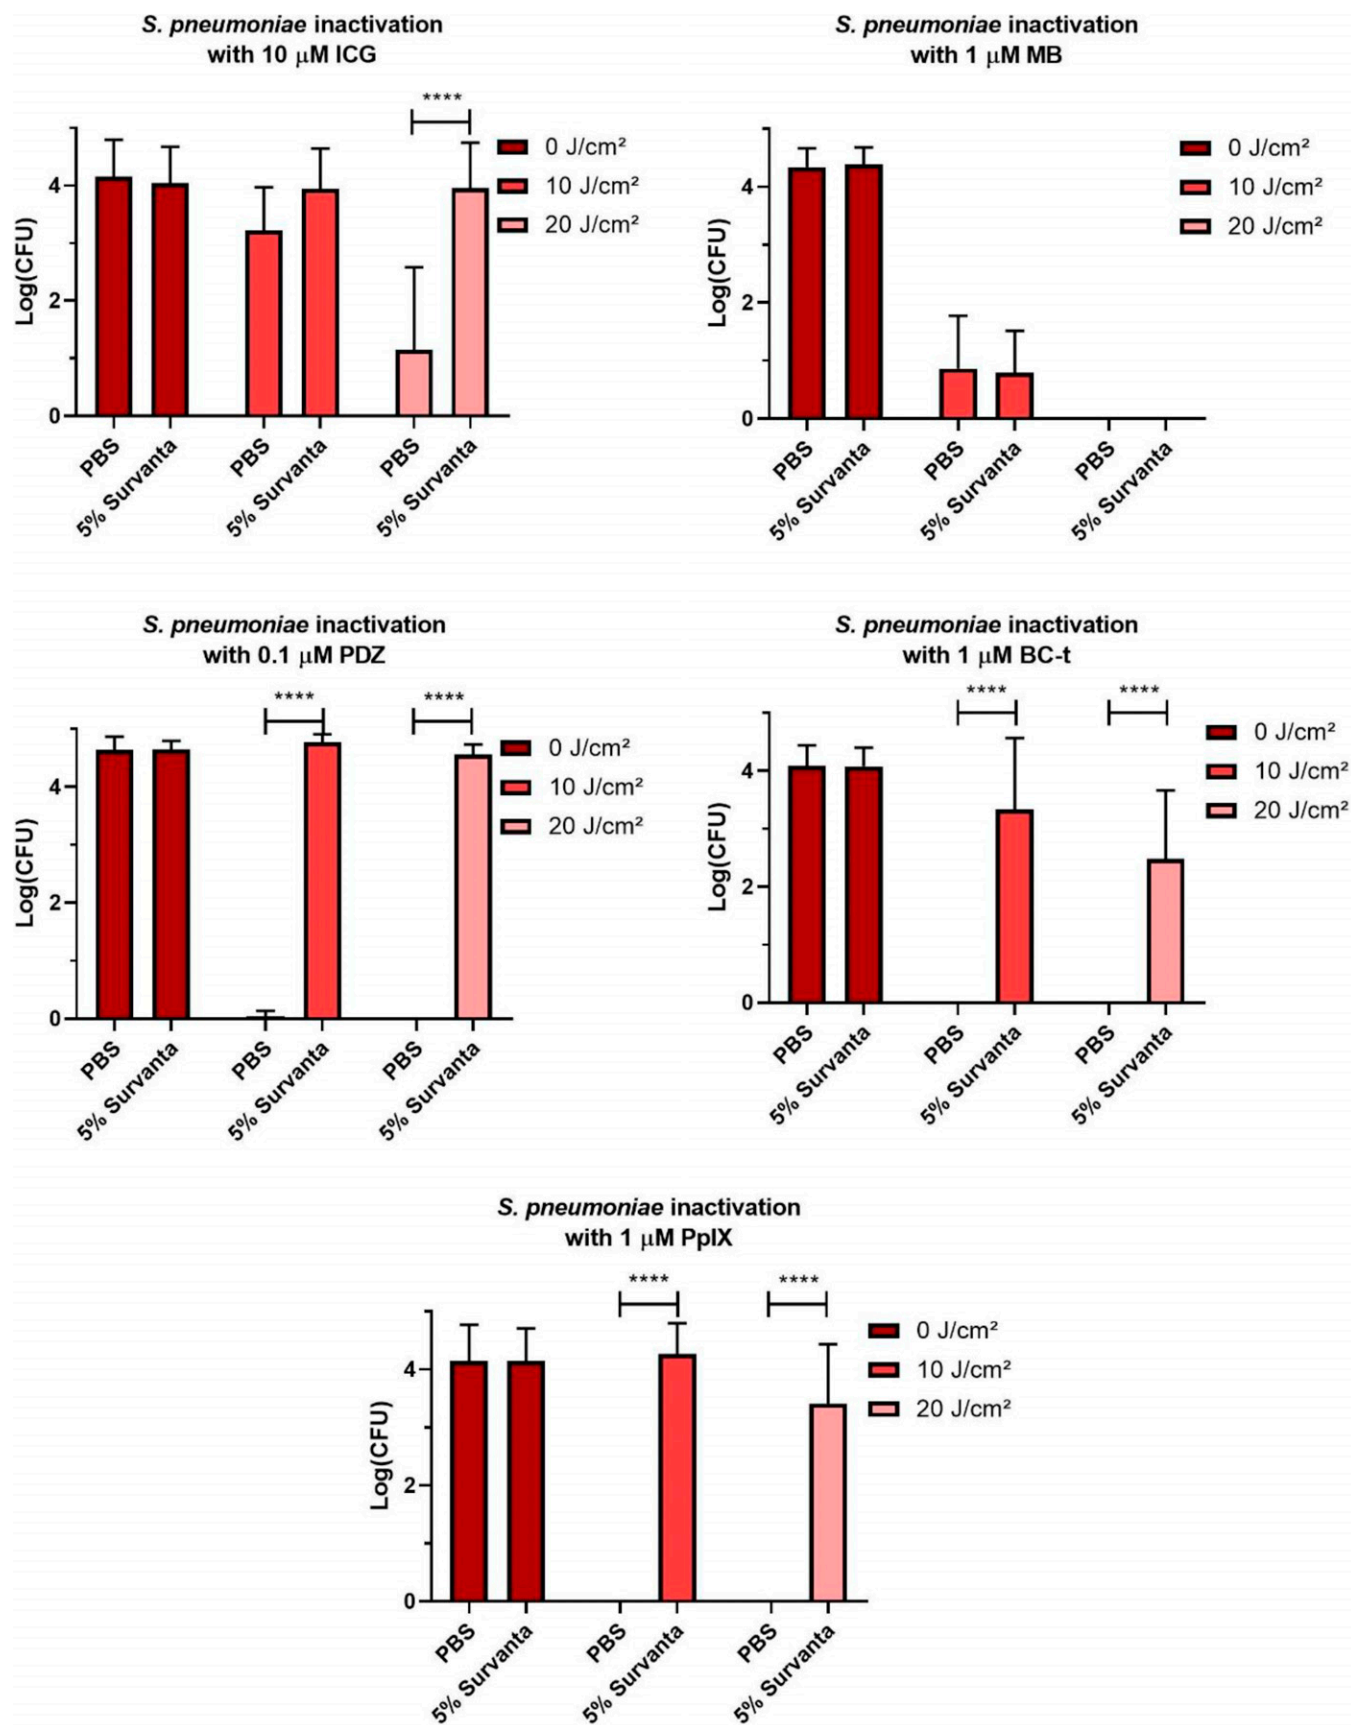 S. pneumoniae inactivation
with 10 μM ICG
****
0 J/cm²
10 J/cm²
20 J/cm²
Log(CFU)
4
2
0
PBS
5% Survanta
PBS
5% Survanta
PBS
5% Survanta
S. pneumoniae inactivation
with 1 μM MB
0 J/cm²
10 J/cm²
20 J/cm²
Log(CFU)
4
2
0
PBS
5% Survanta
PBS
5% Survanta
PBS
5% Survanta
S. pneumoniae inactivation
with 0.1 μM PDZ
****
****
0 J/cm²
10 J/cm²
20 J/cm²
Log(CFU)
4
2
0
PBS
5% Survanta
PBS
5% Survanta
PBS
5% Survanta
S. pneumoniae inactivation
with 1 μM BC-t
****
****
0 J/cm²
10 J/cm²
20 J/cm²
Log(CFU)
4
2
0
PBS
5% Survanta
PBS
5% Survanta
PBS
5% Survanta
S. pneumoniae inactivation
with 1 μM PpIX
****
****
0 J/cm²
10 J/cm²
20 J/cm²
Log(CFU)
4
2
0
PBS
5% Survanta
PBS
5% Survanta
PBS
5% Survanta